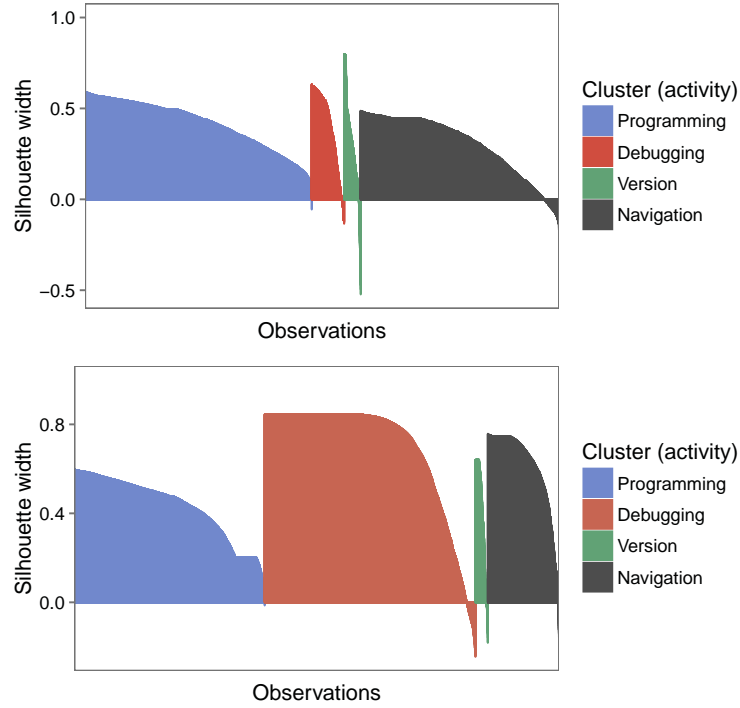 Silhouette width
1.0
0.5
0.0
−0.5
Observations
Cluster (activity)
Programming
Debugging
Version
Navigation
Silhouette width
0.8
0.4
0.0
Observations
Cluster (activity)
Programming
Debugging
Version
Navigation